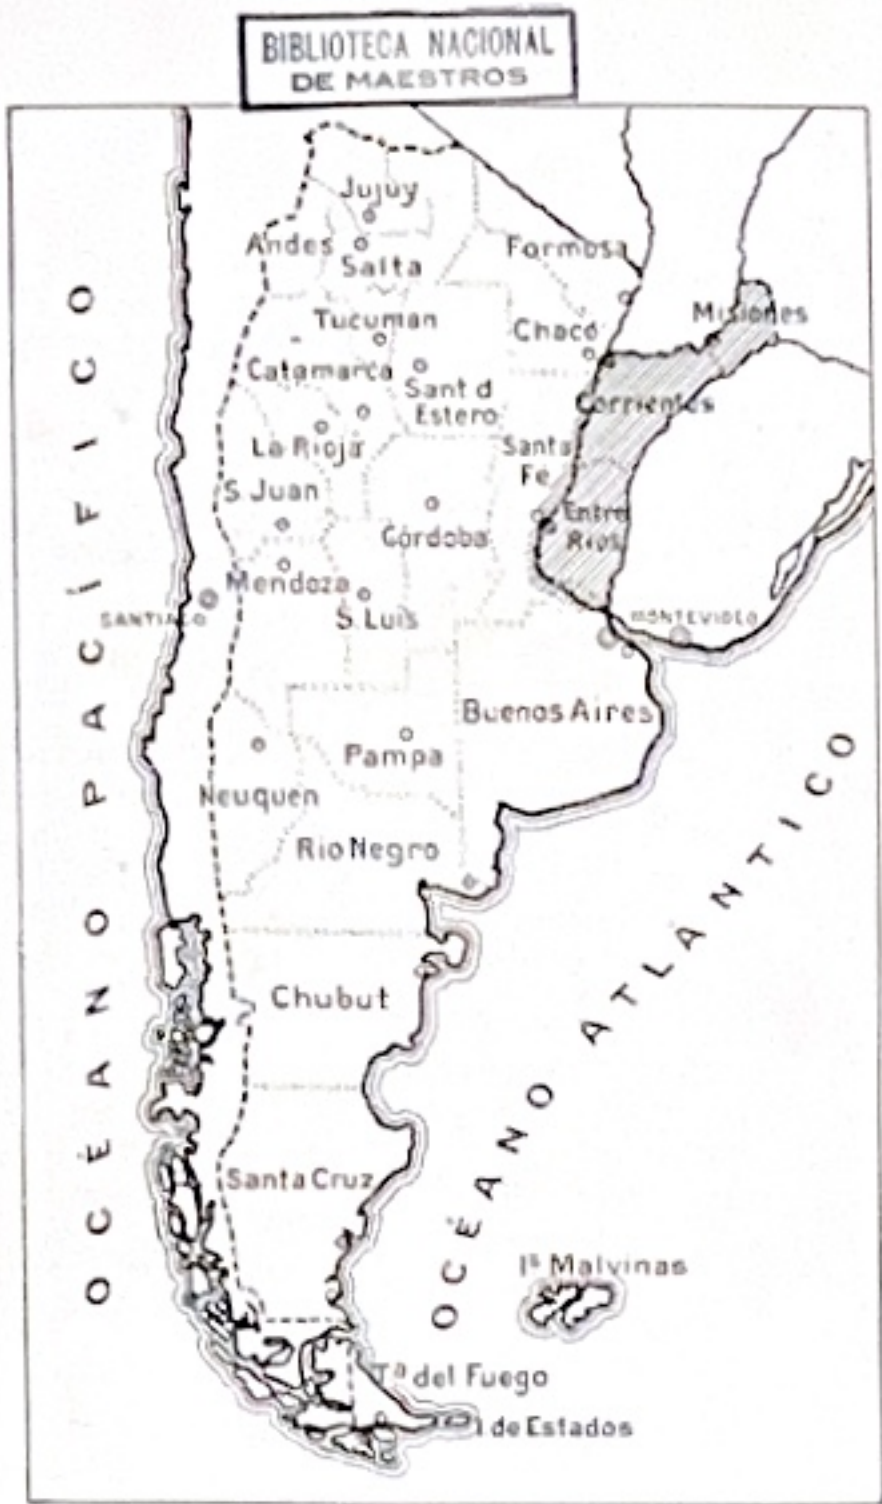 BIBLIOTECA NACIONAL
DE MAESTROS
Jujuy
Andes
Salta
Formosa
Tucuman
Misiones
Chaco
Catamarca
Sant d
Estero
Corrientes
La Rioja
Santa
Fé
S. Juan
Córdoba
Entre
Rios
Mendoza
SANTIAGO
S. Luis
MONTEVIDEO
Buenos Aires
Pampa
Neuquen
Rio Negro
Chubut
Santa Cruz
Iˢ Malvinas
Tª del Fuego
I de Estados
OCÉANO PACÍFICO
OCÉANO ATLÁNTICO